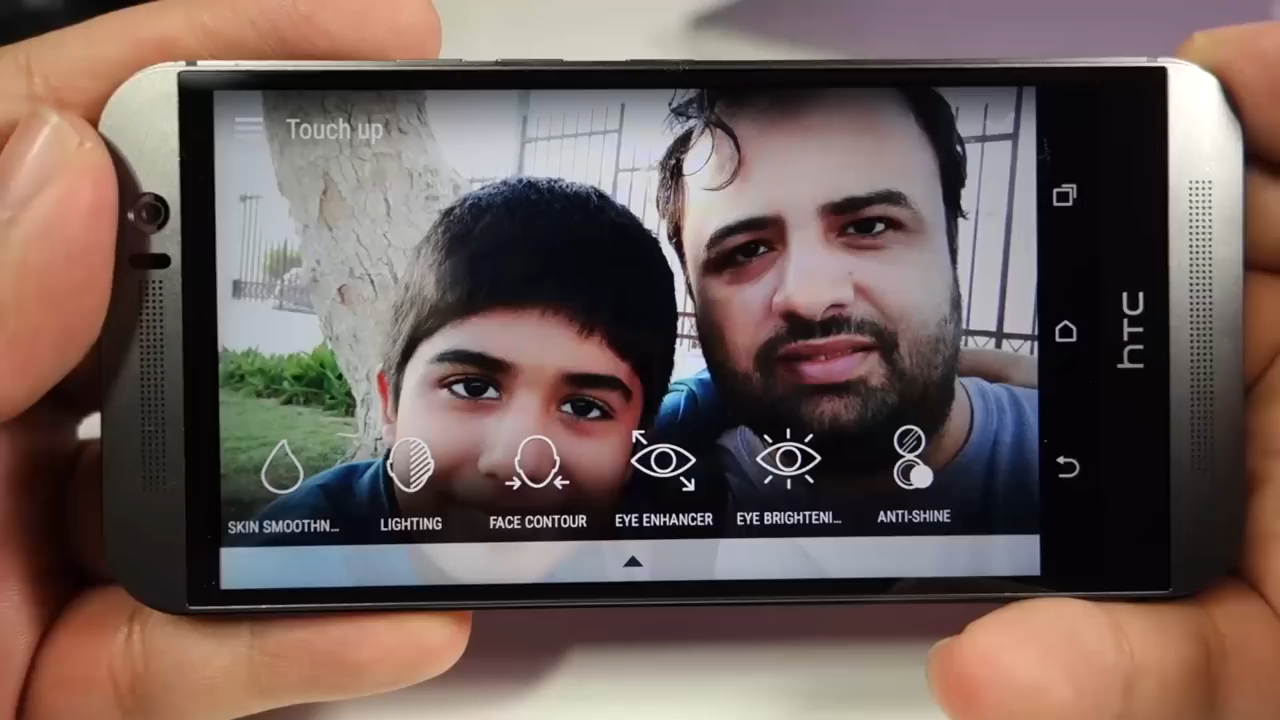 Touch up
SKIN SMOOTHN...
LIGHTING
FACE CONTOUR
EYE ENHANCER
EYE BRIGHTENI...
ANTI-SHINE
hTC